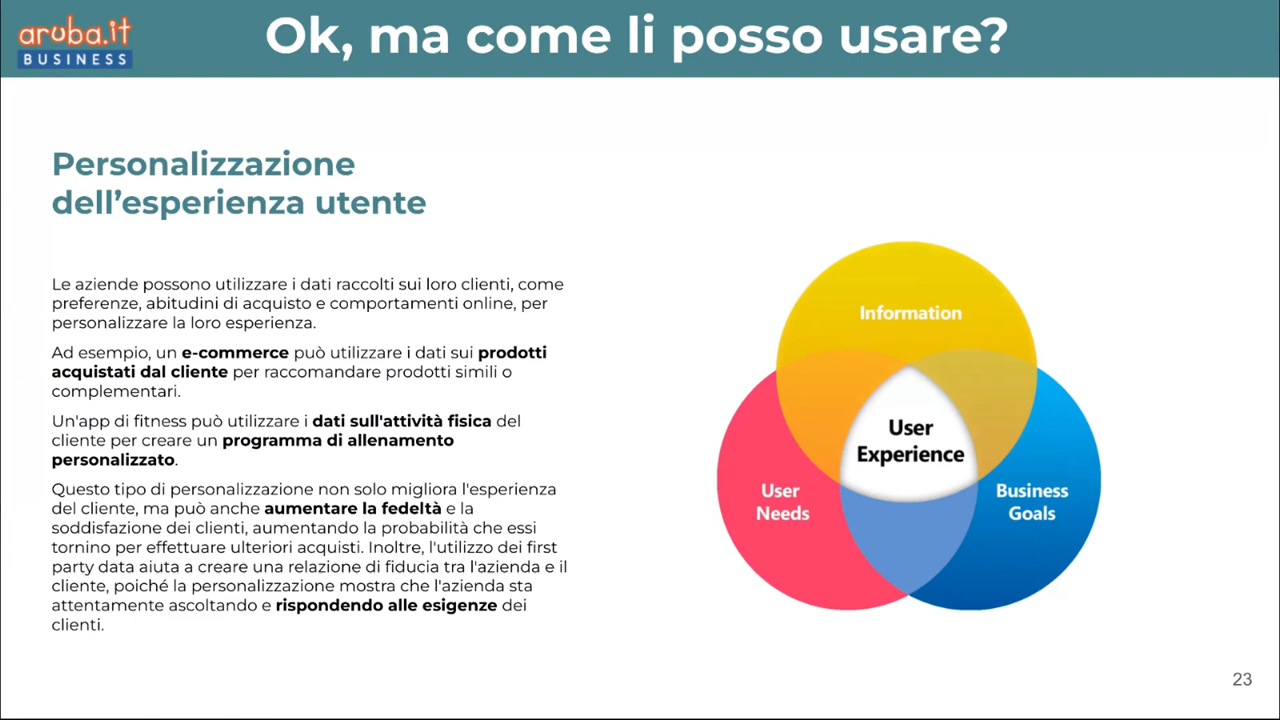 aruba.it
BUSINESS
Ok, ma come li posso usare?
Personalizzazione
dell’esperienza utente
Le aziende possono utilizzare i dati raccolti sui loro clienti, come
preferenze, abitudini di acquisto e comportamenti online, per
personalizzare la loro esperienza.
Ad esempio, un e-commerce può utilizzare i dati sui prodotti
acquistati dal cliente per raccomandare prodotti simili o
complementari.
Un'app di fitness può utilizzare i dati sull'attività fisica del
cliente per creare un programma di allenamento
personalizzato.
Questo tipo di personalizzazione non solo migliora l'esperienza
del cliente, ma può anche aumentare la fedeltà e la
soddisfazione dei clienti, aumentando la probabilità che essi
tornino per effettuare ulteriori acquisti. Inoltre, l'utilizzo dei first
party data aiuta a creare una relazione di fiducia tra l'azienda e il
cliente, poiché la personalizzazione mostra che l'azienda sta
attentamente ascoltando e rispondendo alle esigenze dei
clienti.
Information
User
Experience
User
Needs
Business
Goals
23